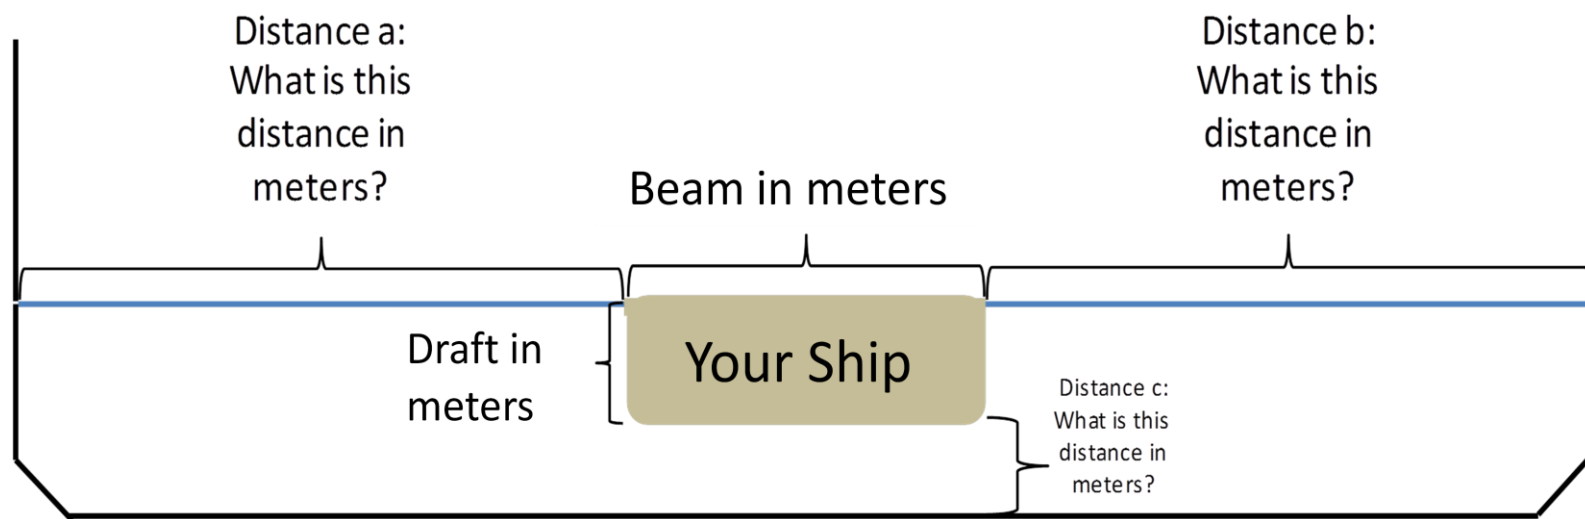 Distance a:
What is this
distance in
meters?
Beam in meters
Distance b:
What is this
distance in
meters?
Draft in
meters
Your Ship
Distance c:
What is this
distance in
meters?